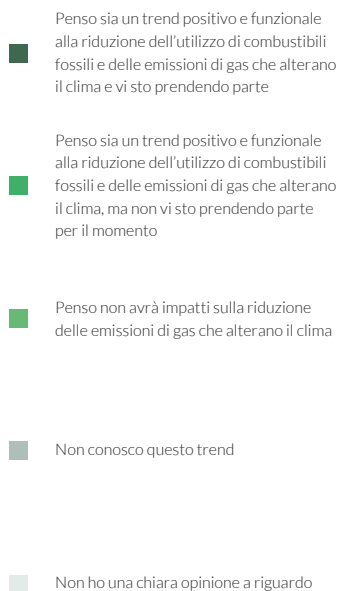 Penso sia un trend positivo e funzionale
alla riduzione dell’utilizzo di combustibili
fossili e delle emissioni di gas che alterano
il clima e vi sto prendendo parte
Penso sia un trend positivo e funzionale
alla riduzione dell’utilizzo di combustibili
fossili e delle emissioni di gas che alterano
il clima, ma non vi sto prendendo parte
per il momento
Penso non avrà impatti sulla riduzione
delle emissioni di gas che alterano il clima
Non conosco questo trend
Non ho una chiara opinione a riguardo